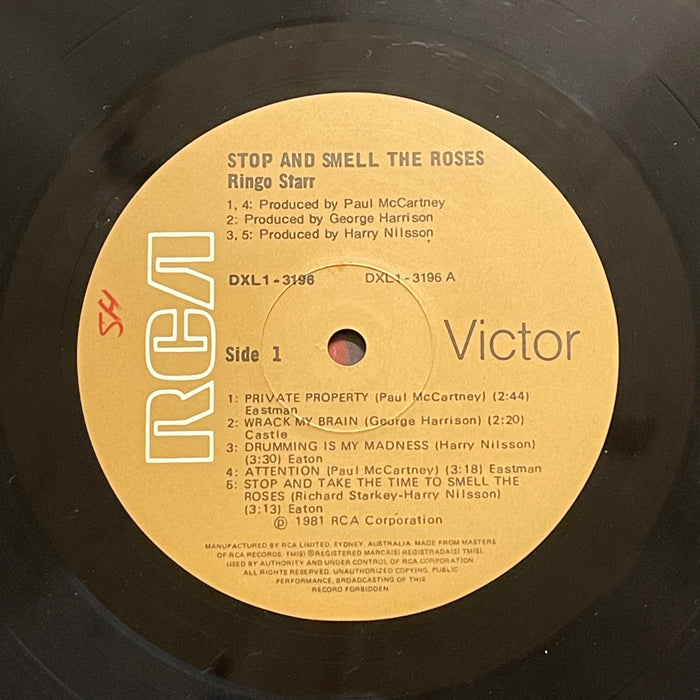 STOP AND SMELL THE ROSES
Ringo Starr
1, 4: Produced by Paul McCartney
2: Produced by George Harrison
3, 5: Produced by Harry Nilsson
DXL1-3196
DXL1-3196 A
RCA
SH
Side 1
Victor
1: PRIVATE PROPERTY (Paul McCartney) (2:44)
Eastman
2: WRACK MY BRAIN (George Harrison) (2:20)
Castle
3: DRUMMING IS MY MADNESS (Harry Nilsson)
(3:30) Eaton
4: ATTENTION (Paul McCartney) (3:18) Eastman
5: STOP AND TAKE THE TIME TO SMELL THE
ROSES (Richard Starkey-Harry Nilsson)
(3:13) Eaton
℗ 1981 RCA Corporation
MANUFACTURED BY RCA LIMITED, SYDNEY, AUSTRALIA. MADE FROM MASTERS
OF RCA RECORDS. TM(S) ®REGISTERED MARCA(S) REGISTRADA(S) TM(S).
USED BY AUTHORITY AND UNDER CONTROL OF RCA CORPORATION.
ALL RIGHTS RESERVED. UNAUTHORIZED COPYING, PUBLIC
PERFORMANCE, BROADCASTING OF THIS
RECORD FORBIDDEN